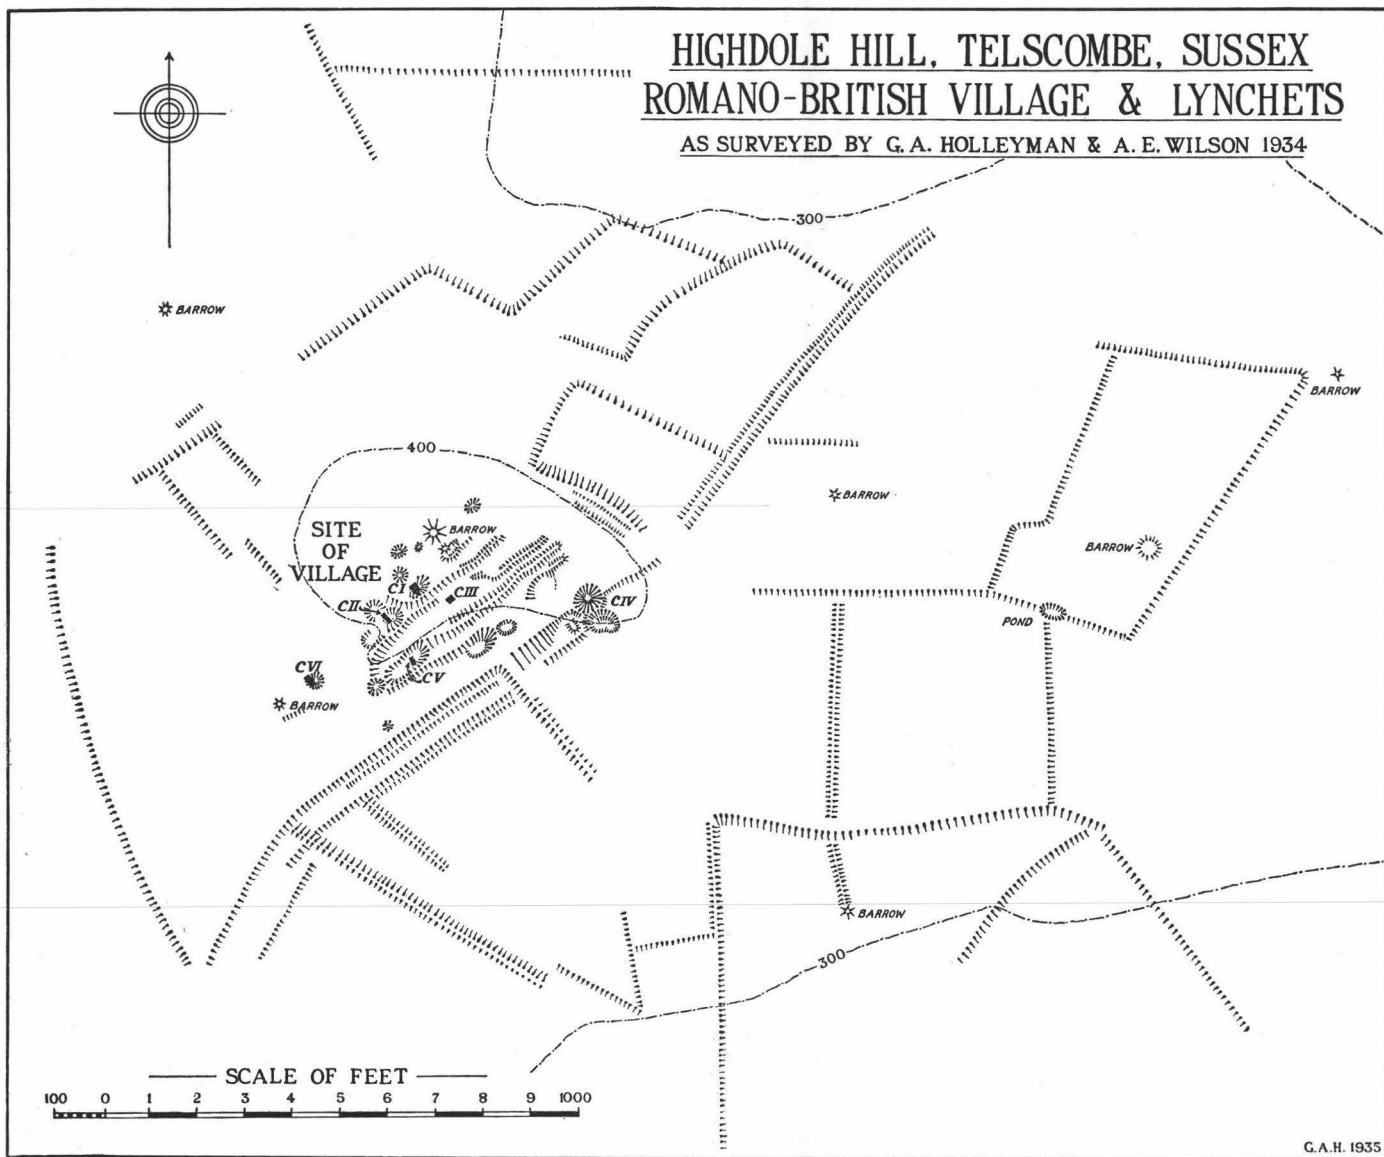 HIGHDOLE HILL, TELSCOMBE, SUSSEX
ROMANO-BRITISH VILLAGE & LYNCHETS
AS SURVEYED BY G.A. HOLLEYMAN & A.E. WILSON 1934
300
BARROW
BARROW
400
BARROW
SITE
OF
VILLAGE
BARROW
BARROW
CI
CII
CIII
CIV
POND
CVI
CV
BARROW
BARROW
300
SCALE OF FEET
100 0 1 2 3 4 5 6 7 8 9 1000
G.A.H. 1935